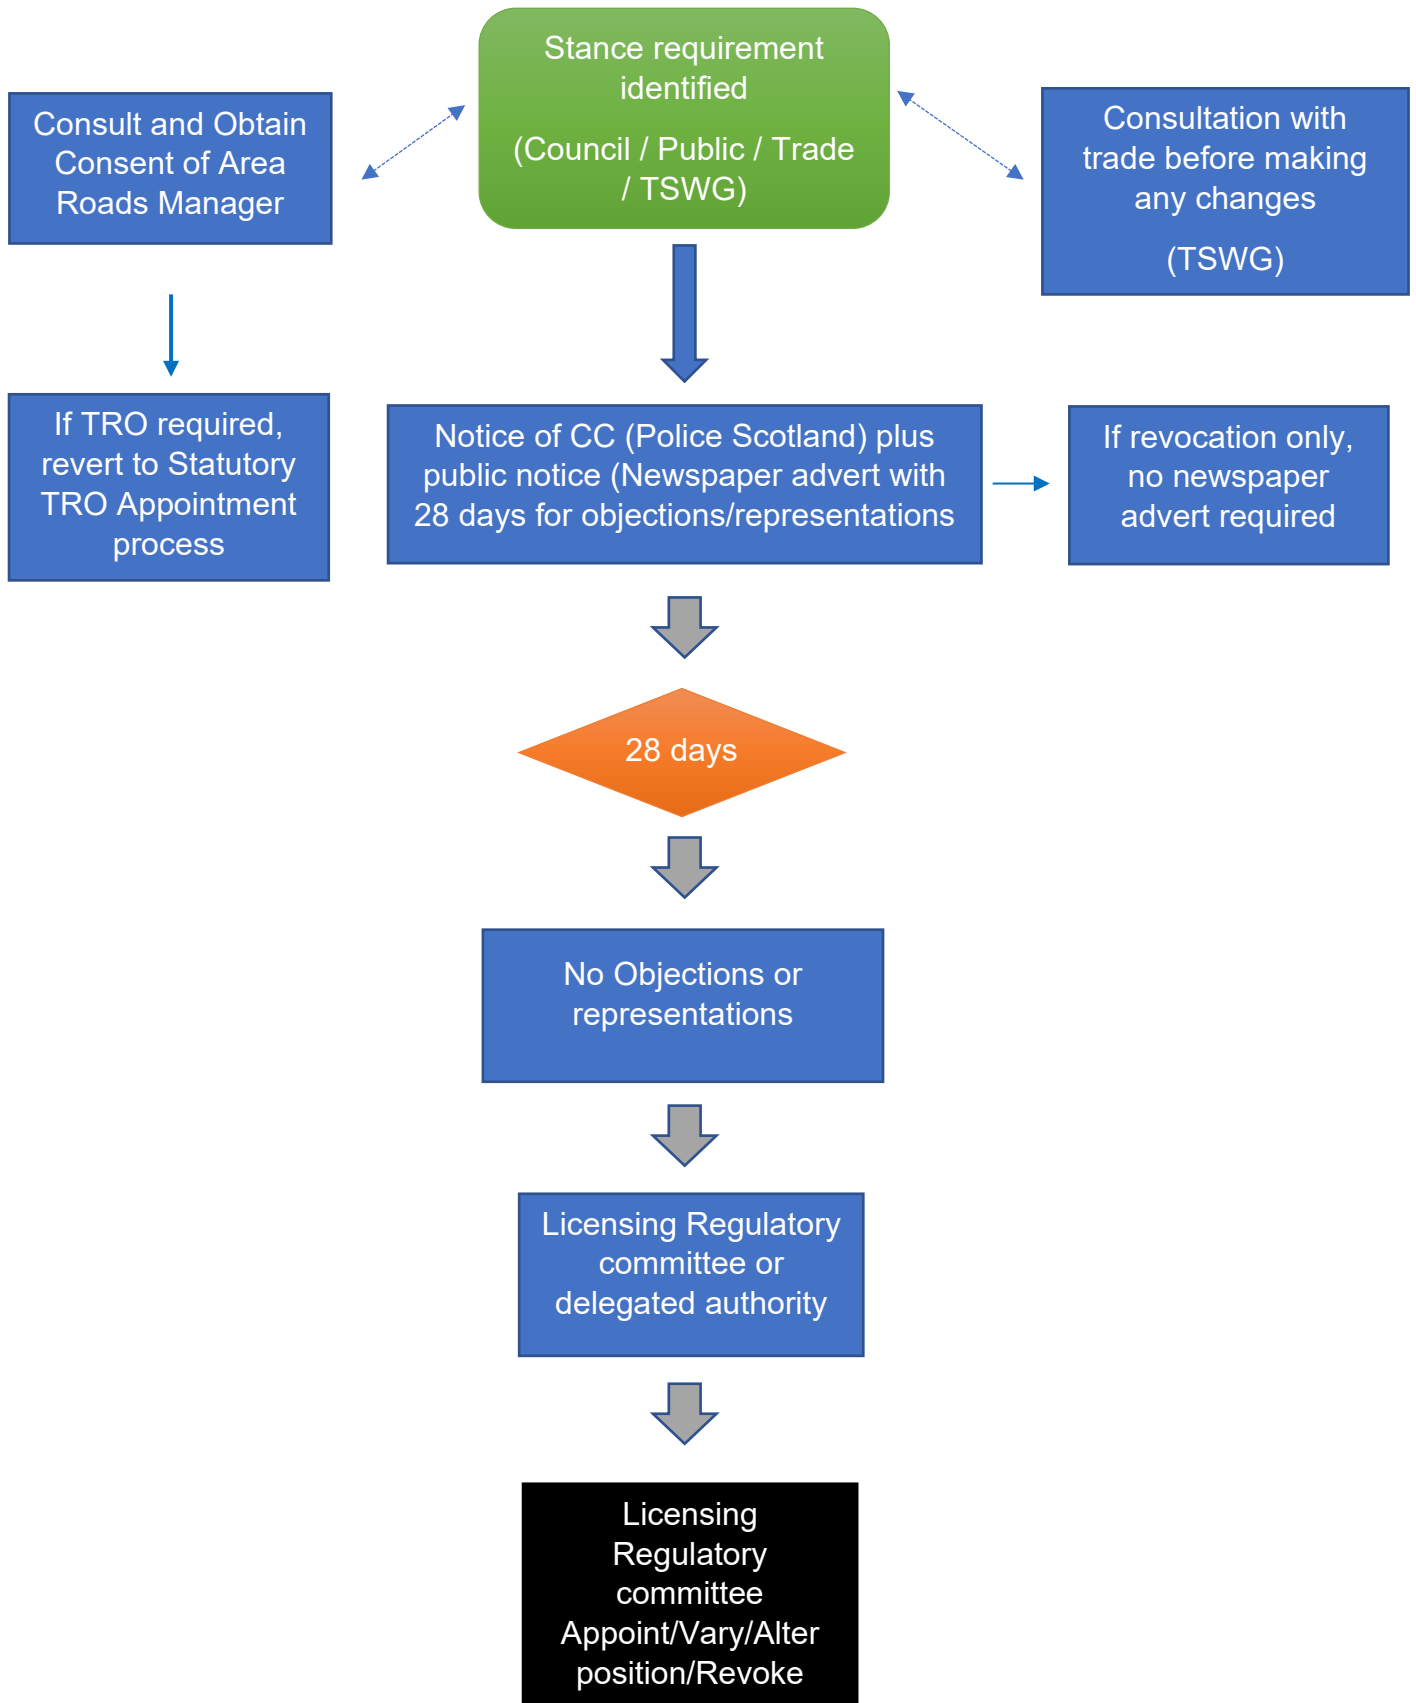 Stance requirement
identified
(Council / Public / Trade
/ TSWG)
Consult and Obtain
Consent of Area
Roads Manager
Consultation with
trade before making
any changes
(TSWG)
If TRO required,
revert to Statutory
TRO Appointment
process
Notice of CC (Police Scotland) plus
public notice (Newspaper advert with
28 days for objections/representations
If revocation only,
no newspaper
advert required
28 days
No Objections or
representations
Licensing Regulatory
committee or
delegated authority
Licensing
Regulatory
committee
Appoint/Vary/Alter
position/Revoke